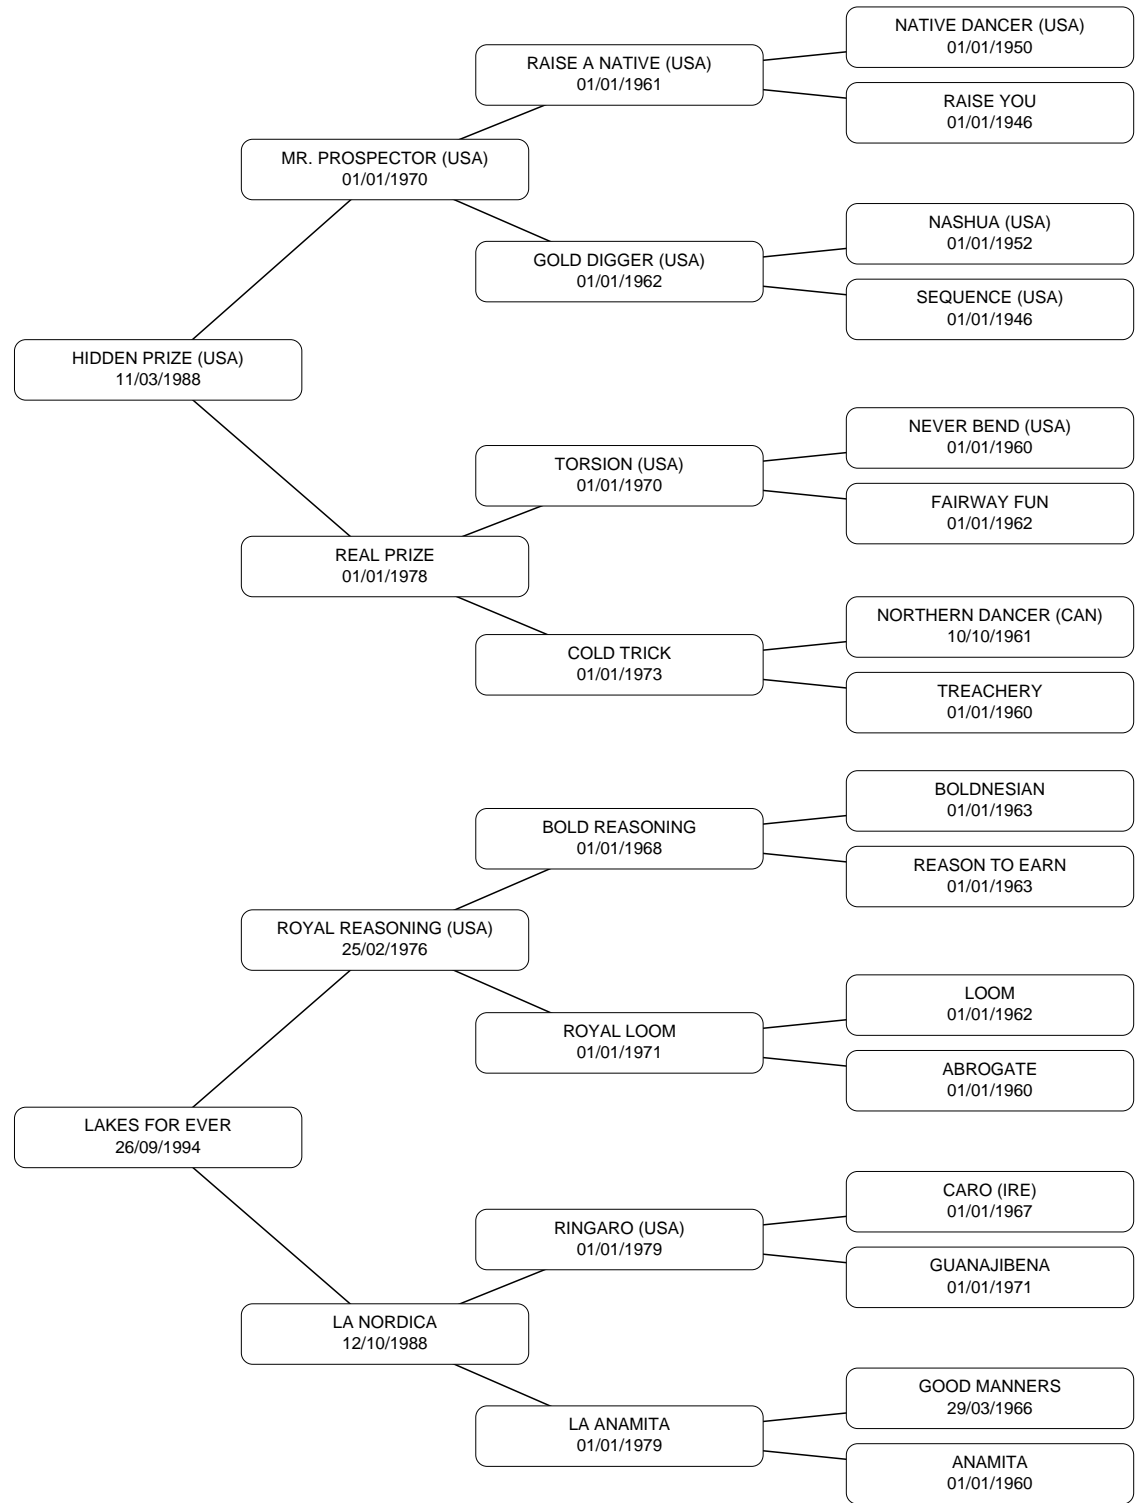 NATIVE DANCER (USA)
01/01/1950
RAISE A NATIVE (USA)
01/01/1961
RAISE YOU
01/01/1946
MR. PROSPECTOR (USA)
01/01/1970
NASHUA (USA)
01/01/1952
GOLD DIGGER (USA)
01/01/1962
SEQUENCE (USA)
01/01/1946
HIDDEN PRIZE (USA)
11/03/1988
NEVER BEND (USA)
01/01/1960
TORSION (USA)
01/01/1970
FAIRWAY FUN
01/01/1962
REAL PRIZE
01/01/1978
NORTHERN DANCER (CAN)
10/10/1961
COLD TRICK
01/01/1973
TREACHERY
01/01/1960
BOLDNESIAN
01/01/1963
BOLD REASONING
01/01/1968
REASON TO EARN
01/01/1963
ROYAL REASONING (USA)
25/02/1976
LOOM
01/01/1962
ROYAL LOOM
01/01/1971
ABROGATE
01/01/1960
LAKES FOR EVER
26/09/1994
CARO (IRE)
01/01/1967
RINGARO (USA)
01/01/1979
GUANAJIBENA
01/01/1971
LA NORDICA
12/10/1988
GOOD MANNERS
29/03/1966
LA ANAMITA
01/01/1979
ANAMITA
01/01/1960